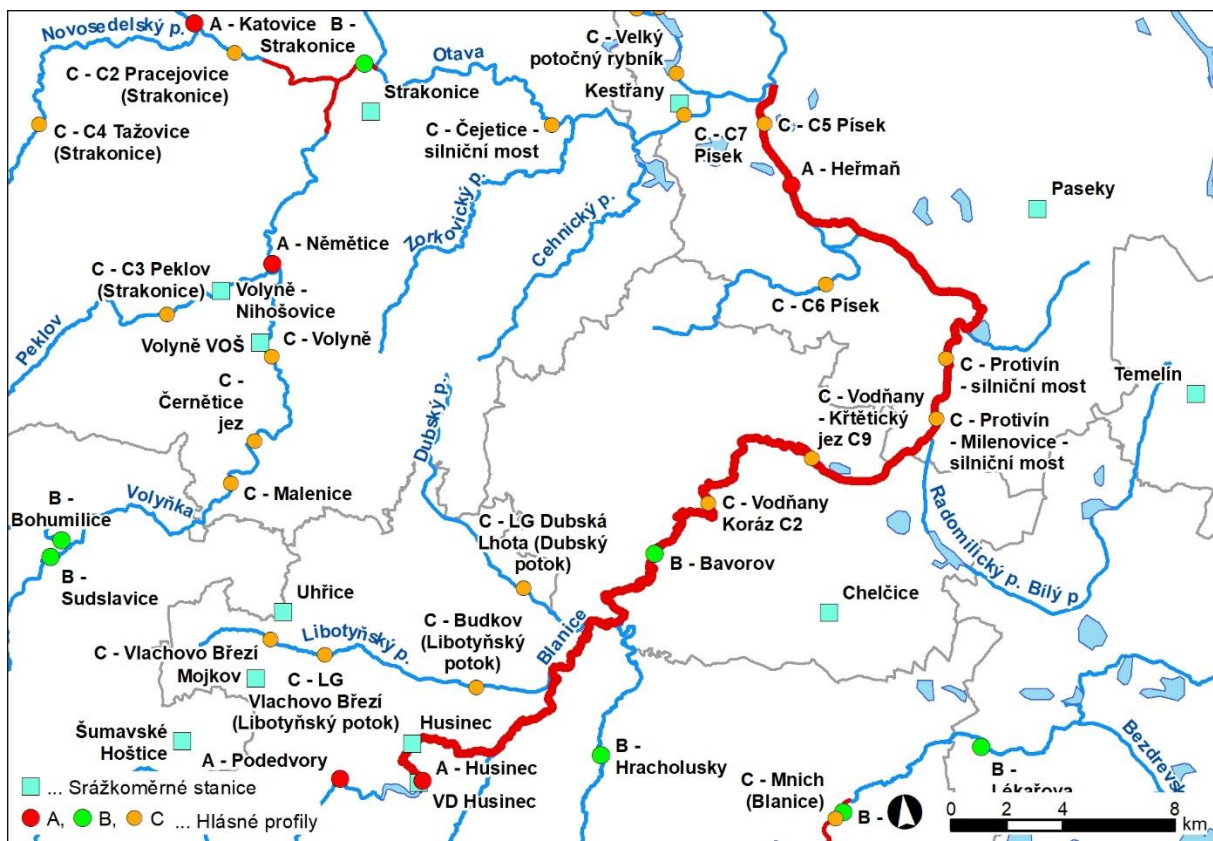 Novosedelský p.
A - Katovice
B -
Strakonice
C - C2 Pracejovice
(Strakonice)
Otava
C - Velký
potočný rybník
Kestřany
Strakonice
C - C4 Tažovice
(Strakonice)
C - Čejetice -
silniční most
C - C7
Písek
C - C5 Písek
A - Heřmaň
Paseky
Zorkovický p.
Cehnický p.
A - Němětice
C - C3 Peklov
(Strakonice)
Volyně -
Nihošovice
C - C6 Písek
Peklov
Volyně VOŠ
C - Volyně
C - Protivín
- silniční most
Temelín
C -
Černětice
jez
Dubský p.
C - Vodňany
- Křtětický
jez C9
C - Protivín
- Milenovice -
silniční most
C - Malenice
Volyňka
B -
Bohumilice
C - Vodňany
Koráz C2
Radomilický p.
Bílý p
C - LG Dubská
Lhota (Dubský
potok)
B - Bavorov
B -
Sudslavice
Uhřice
Chelčice
C - Budkov
(Libotyňský
potok)
Libotyňský p.
Blanice
C - Vlachovo Březí
Mojkov
C - LG
Vlachovo Březí
(Libotyňský potok)
Husinec
Šumavské
Hoštice
A - Podedvory
B -
Hracholusky
Bezdrevsk
A - Husinec
VD Husinec
C - Mnich
(Blanice)
B -
Lékařova
B -
... Srážkoměrné stanice
A, B, C ... Hlásné profily
0 2 4 8
km